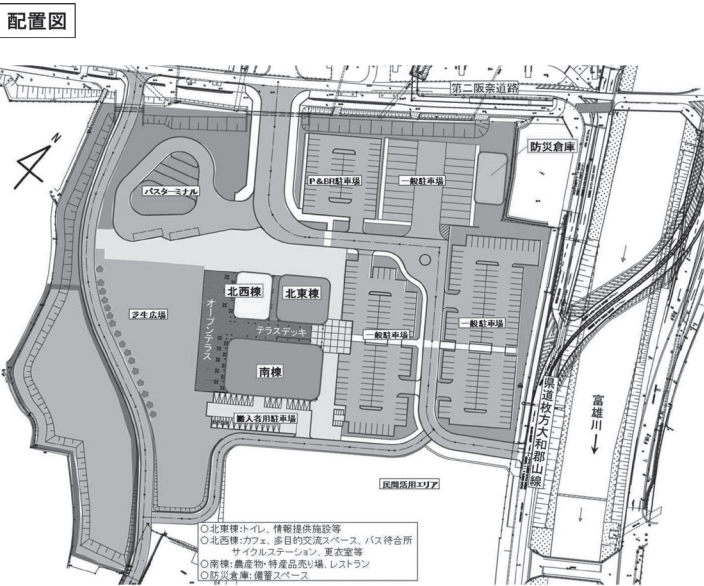 配置図
第二阪奈道路
N
防災倉庫
バスターミナル
P&BR駐車場
一般駐車場
北西棟
北東棟
芝生広場
オープンテラス
テラスデッキ
一般駐車場
一般駐車場
南棟
搬入者用駐車場
県道枚方大和郡山線
富雄川
民間活用エリア
○北東棟:トイレ、情報提供施設等
○北西棟:カフェ、多目的交流スペース、バス待合所
サイクルステーション、更衣室等
○南棟:農産物・特産品売り場、レストラン
○防災倉庫:備蓄スペース